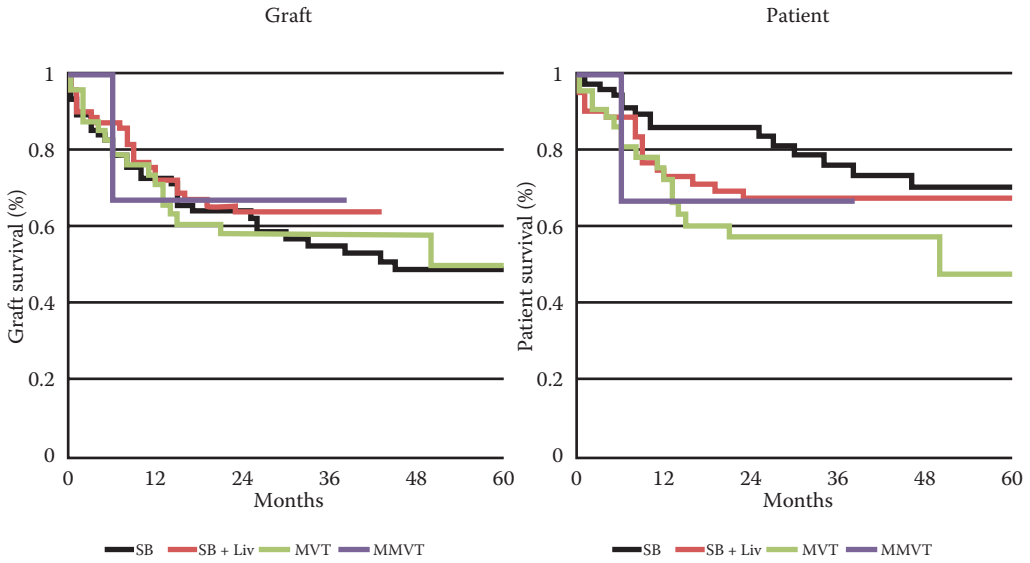 Graft
Graft survival (%)
1
0.8
0.6
0.4
0.2
0
0 12 24 36 48 60
Months
SB SB + Liv MVT MMVT
Patient
Patient survival (%)
1
0.8
0.6
0.4
0.2
0
0 12 24 36 48 60
Months
SB SB + Liv MVT MMVT